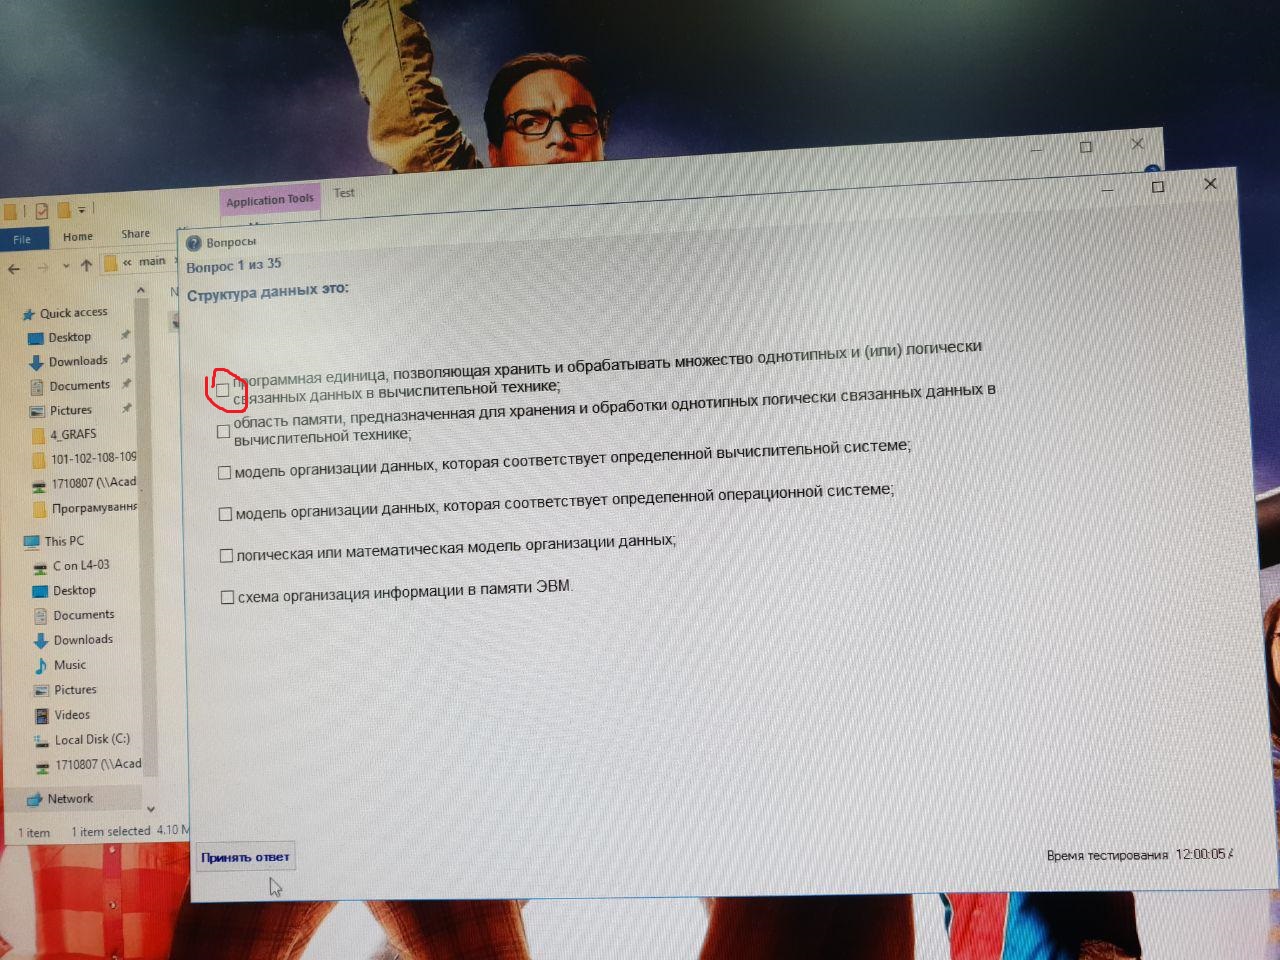 Application Tools
Test
File
Home
Share
« main
Quick access
Desktop
Downloads
Documents
Pictures
4_GRAFS
101-102-108-109
1710807 (\\Acad
Програмування
This PC
C on L4-03
Desktop
Documents
Downloads
Music
Pictures
Videos
Local Disk (C:)
1710807 (\\Acad
Network
1 item 1 item selected 4.10 M
Вопросы
Вопрос 1 из 35
Структура данных это:
программная единица, позволяющая хранить и обрабатывать множество однотипных и (или) логически
связанных данных в вычислительной технике;
область памяти, предназначенная для хранения и обработки однотипных логически связанных данных в
вычислительной технике;
модель организации данных, которая соответствует определенной вычислительной системе;
модель организации данных, которая соответствует определенной операционной системе;
логическая или математическая модель организации данных;
схема организация информации в памяти ЭВМ.
Принять ответ
Время тестирования 12:00:05